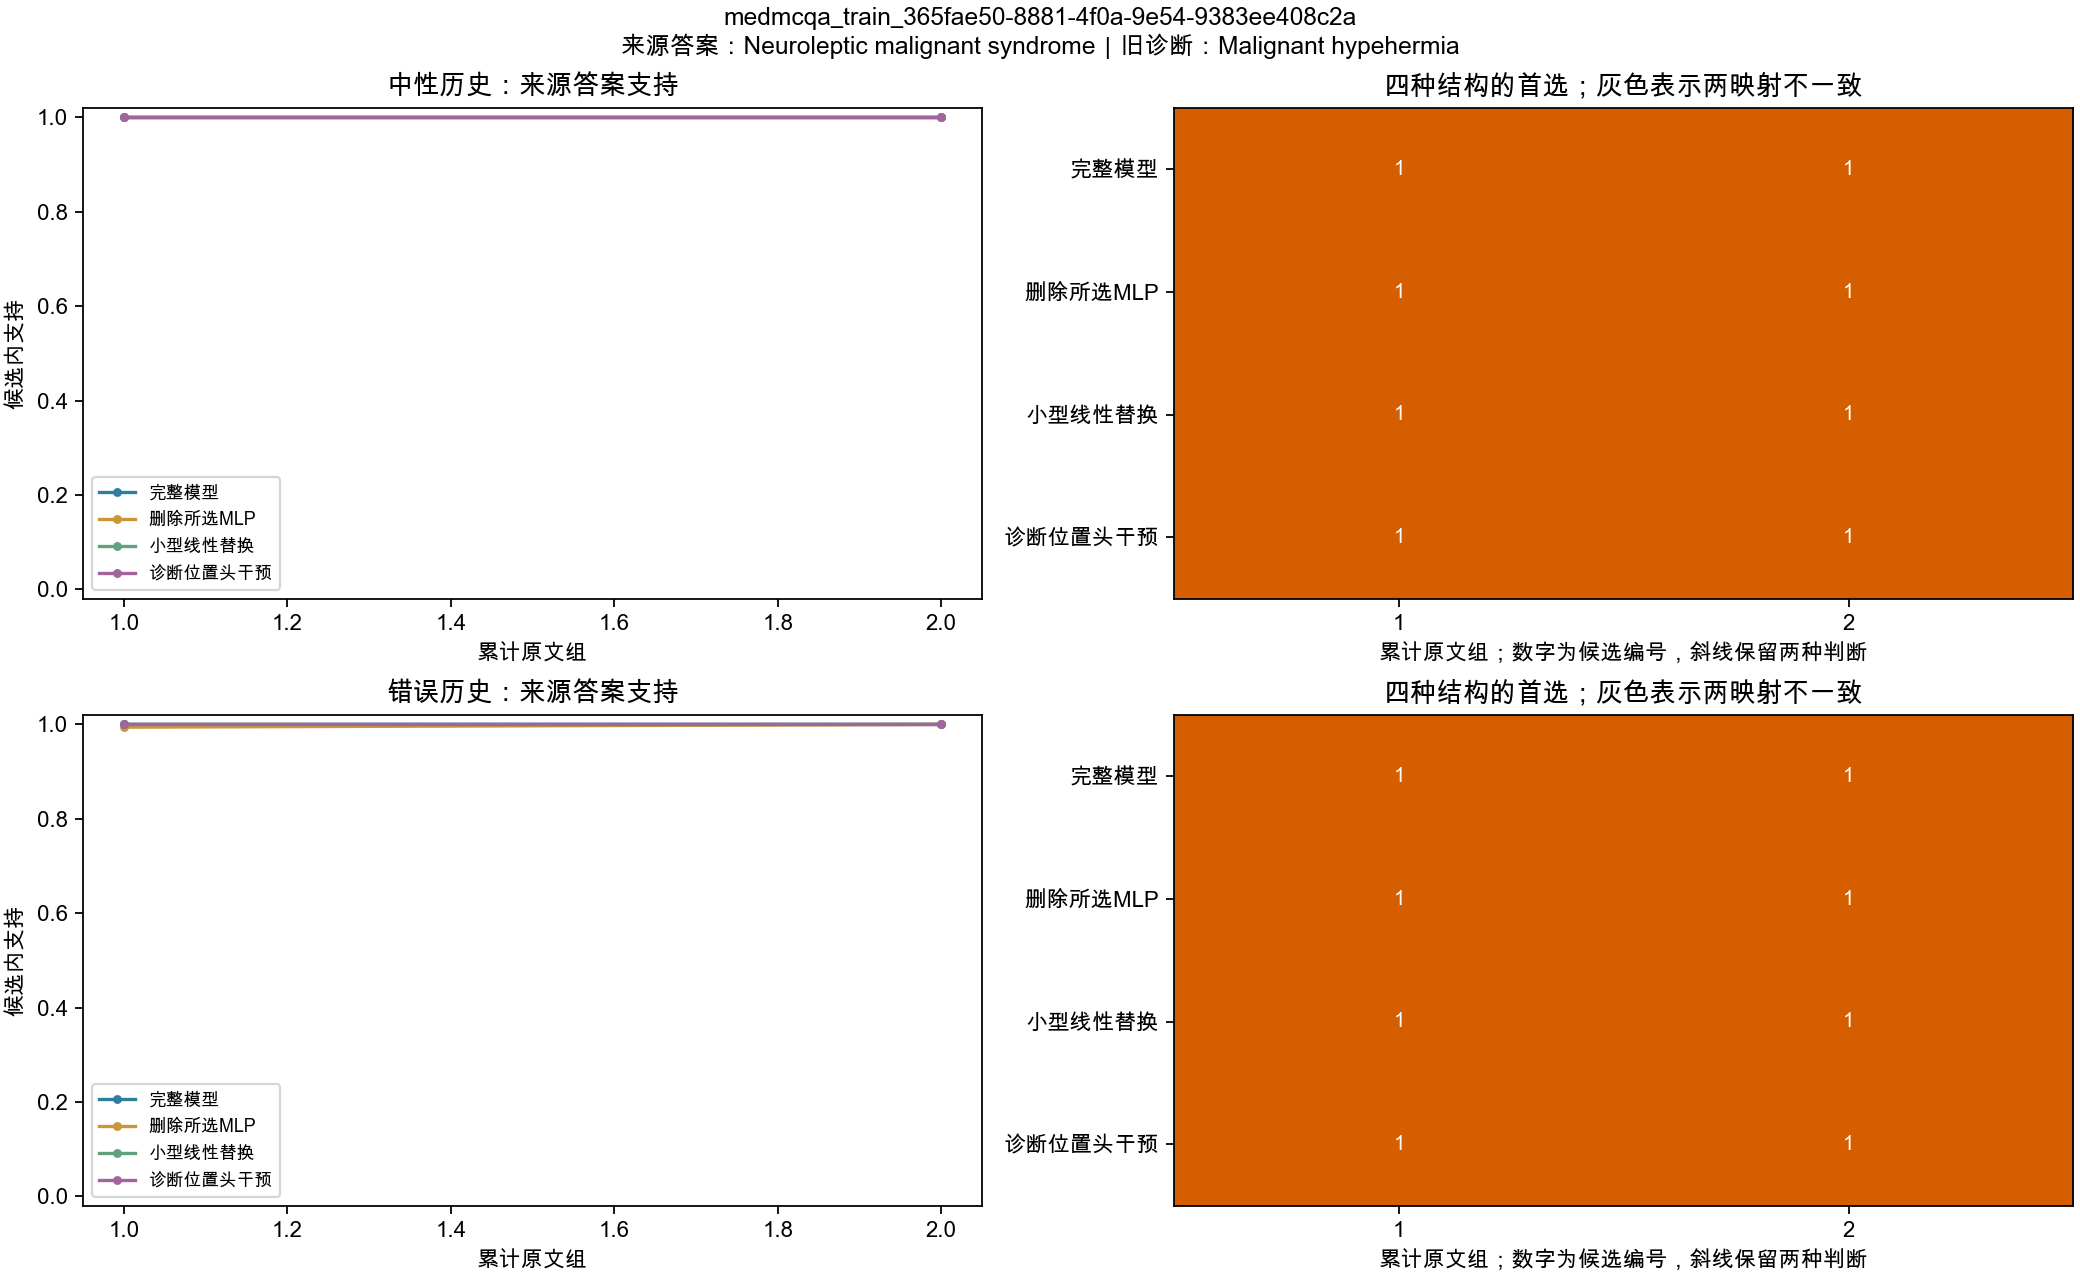 medmcqa_train_365fae50-8881-4f0a-9e54-9383ee408c2a
来源答案：Neuroleptic malignant syndrome | 旧诊断：Malignant hypehermia
中性历史：来源答案支持
候选内支持
1.0
0.8
0.6
0.4
0.2
0.0
完整模型
删除所选MLP
小型线性替换
诊断位置头干预
1.0 1.2 1.4 1.6 1.8 2.0
累计原文组
四种结构的首选；灰色表示两映射不一致
完整模型 1 1
删除所选MLP 1 1
小型线性替换 1 1
诊断位置头干预 1 1
1 2
累计原文组；数字为候选编号，斜线保留两种判断
错误历史：来源答案支持
候选内支持
1.0
0.8
0.6
0.4
0.2
0.0
完整模型
删除所选MLP
小型线性替换
诊断位置头干预
1.0 1.2 1.4 1.6 1.8 2.0
累计原文组
四种结构的首选；灰色表示两映射不一致
完整模型 1 1
删除所选MLP 1 1
小型线性替换 1 1
诊断位置头干预 1 1
1 2
累计原文组；数字为候选编号，斜线保留两种判断